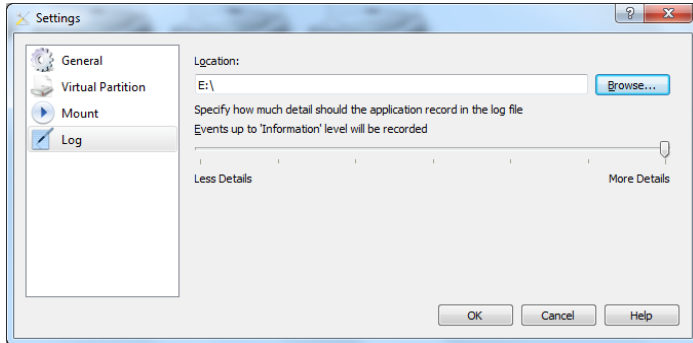 Settings
General
Virtual Partition
Mount
Log
Location:
E:\
Browse...
Specify how much detail should the application record in the log file
Events up to 'Information' level will be recorded
Less Details
More Details
OK
Cancel
Help